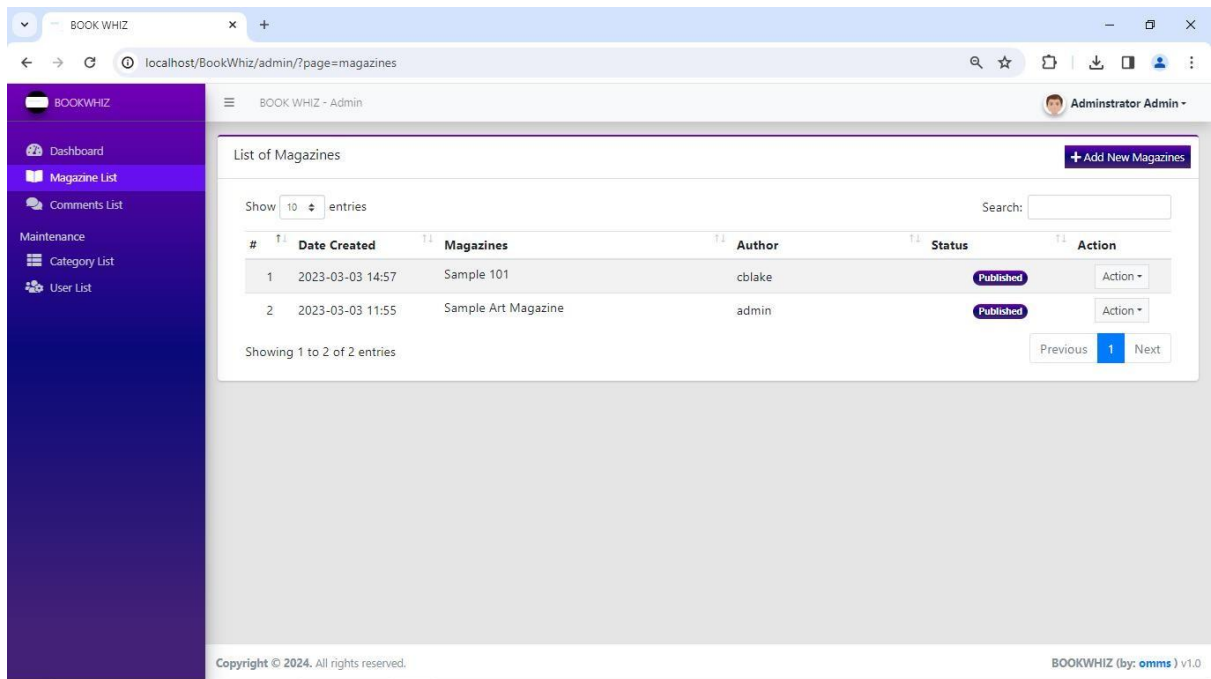 BOOK WHIZ
localhost/BookWhiz/admin/?page=magazines
BOOKWHIZ
BOOK WHIZ - Admin
Adminstrator Admin
Dashboard
Magazine List
Comments List
Maintenance
Category List
User List
List of Magazines
Add New Magazines
Show 10 entries
Search:
# Date Created Magazines Author Status Action
1 2023-03-03 14:57 Sample 101 cblake Published Action
2 2023-03-03 11:55 Sample Art Magazine admin Published Action
Showing 1 to 2 of 2 entries
Previous 1 Next
Copyright © 2024. All rights reserved.
BOOKWHIZ (by: omms ) v1.0